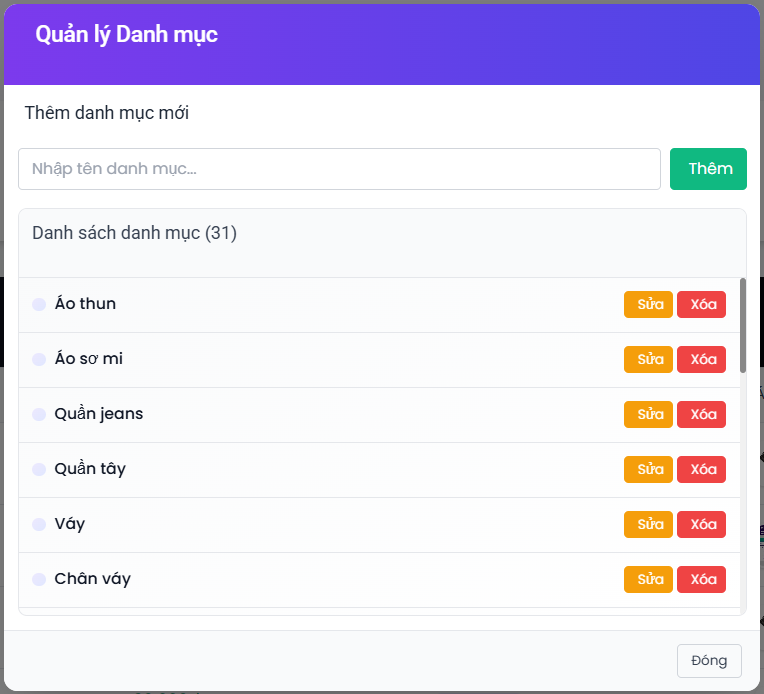 Quản lý Danh mục
Thêm danh mục mới
Nhập tên danh mục...
Thêm
Danh sách danh mục (31)
Áo thun
Sửa Xóa
Áo sơ mi
Sửa Xóa
Quần jeans
Sửa Xóa
Quần tây
Sửa Xóa
Váy
Sửa Xóa
Chân váy
Sửa Xóa
Đóng